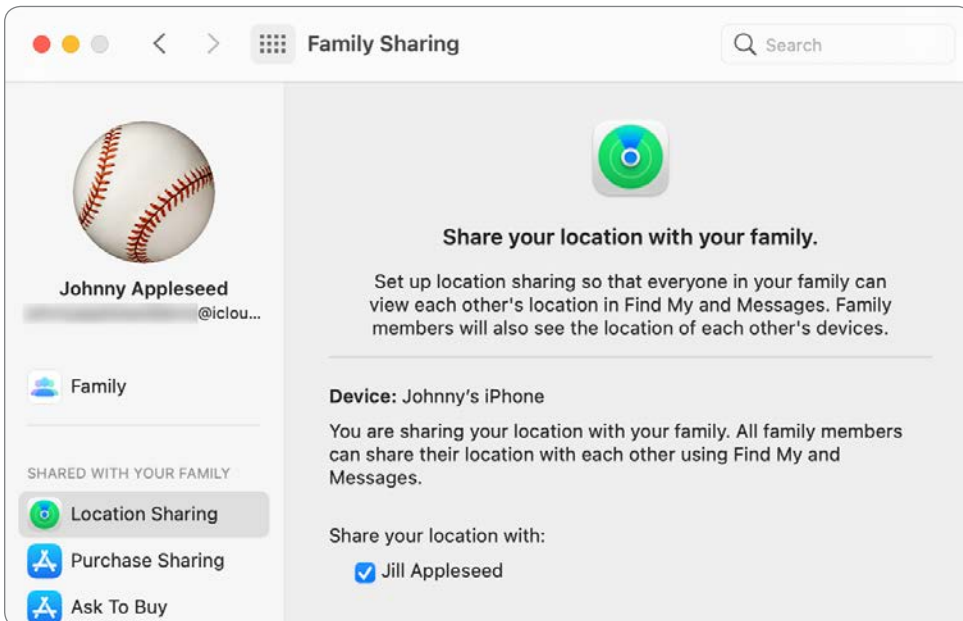 Family Sharing
Search
Johnny Appleseed
@iclou...
Family
SHARED WITH YOUR FAMILY
Location Sharing
Purchase Sharing
Ask To Buy
Share your location with your family.
Set up location sharing so that everyone in your family can
view each other's location in Find My and Messages. Family
members will also see the location of each other's devices.
Device: Johnny’s iPhone
You are sharing your location with your family. All family members
can share their location with each other using Find My and
Messages.
Share your location with:
Jill Appleseed